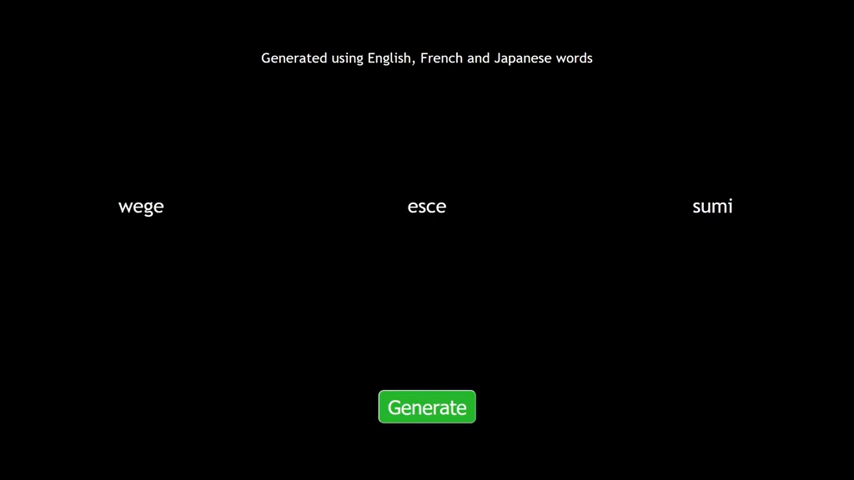 Generated using English, French and Japanese words
wege esce sumi
Generate